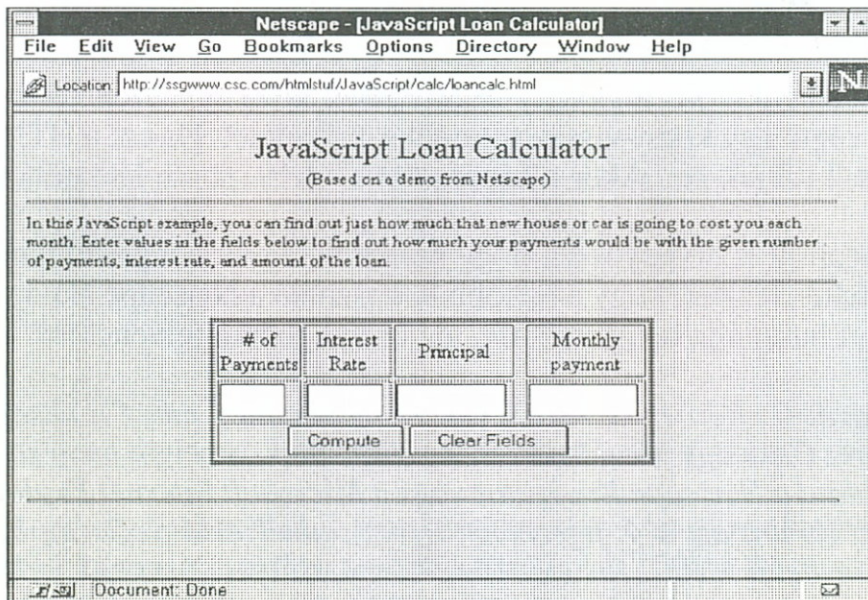 Netscape - [JavaScript Loan Calculator]
File Edit View Go Bookmarks Options Directory Window Help
Location: http://ssgwww.csc.com/htmlstuf/JavaScript/calc/loancalc.html
N
JavaScript Loan Calculator
(Based on a demo from Netscape)
In this JavaScript example, you can find out just how much that new house or car is going to cost you each
month. Enter values in the fields below to find out how much your payments would be with the given number
of payments, interest rate, and amount of the loan.
# of Payments
Interest Rate
Principal
Monthly payment
Compute Clear Fields
Document: Done